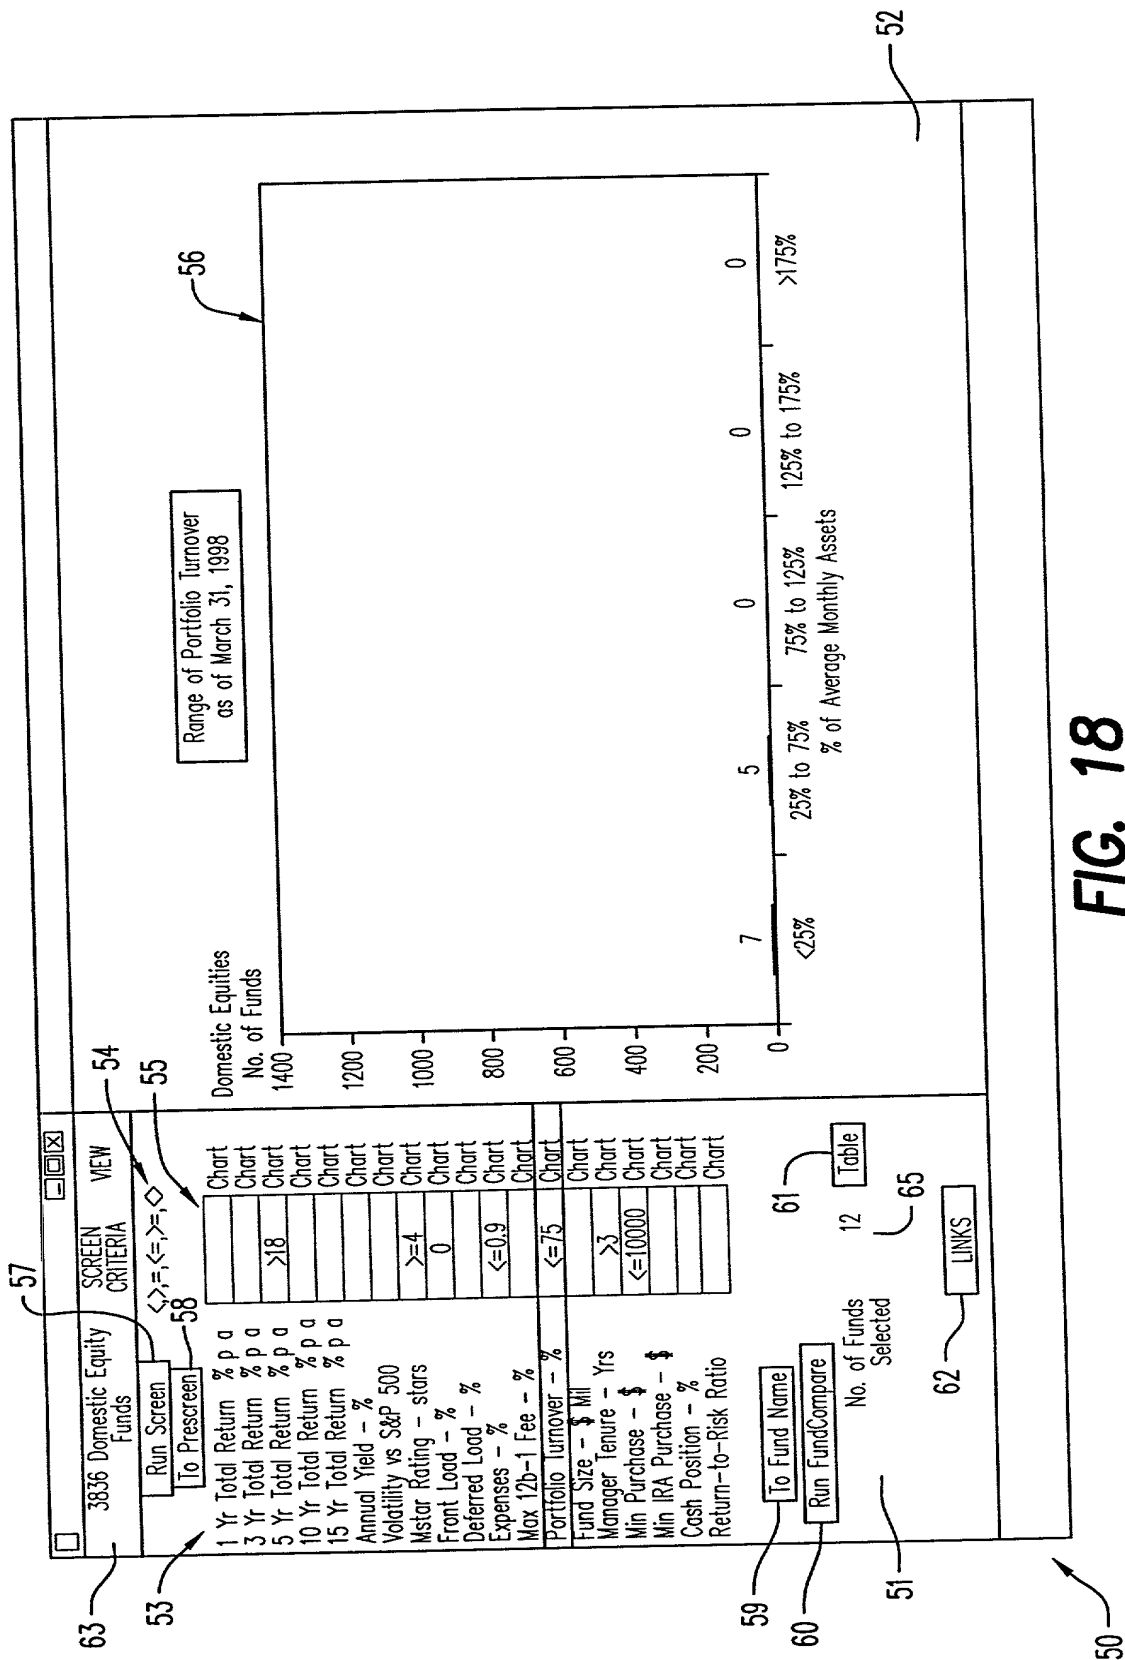 3836 Domestic Equity
Funds
SCREEN
CRITERIA
VIEW
Run Screen
To Prescreen
<,>,=,<=,>=,<>
1 Yr Total Return % p a Chart
3 Yr Total Return % p a Chart
5 Yr Total Return % p a >18 Chart
10 Yr Total Return % p a Chart
15 Yr Total Return % p a Chart
Annual Yield – % Chart
Volatility vs S&P 500 Chart
Mstar Rating – stars >=4 Chart
Front Load – % 0 Chart
Deferred Load – % Chart
Expenses – % <=0.9 Chart
Max 12b–1 Fee – % Chart
Portfolio Turnover – % <=75 Chart
Fund Size – $ Mil Chart
Manager Tenure – Yrs >3 Chart
Min Purchase – $ <=10000 Chart
Min IRA Purchase – $ Chart
Cash Position – % Chart
Return–to–Risk Ratio Chart
To Fund Name
Run FundCompare
Table
No. of Funds
Selected
12
LINKS
Range of Portfolio Turnover
as of March 31, 1998
Domestic Equities
No. of Funds
1400
1200
1000
800
600
400
200
0
7 5 0 0 0
<25% 25% to 75% 75% to 125% 125% to 175% >175%
% of Average Monthly Assets
63
53
57
58
54
55
56
59
60
51
61
65
62
52
50
FIG. 18